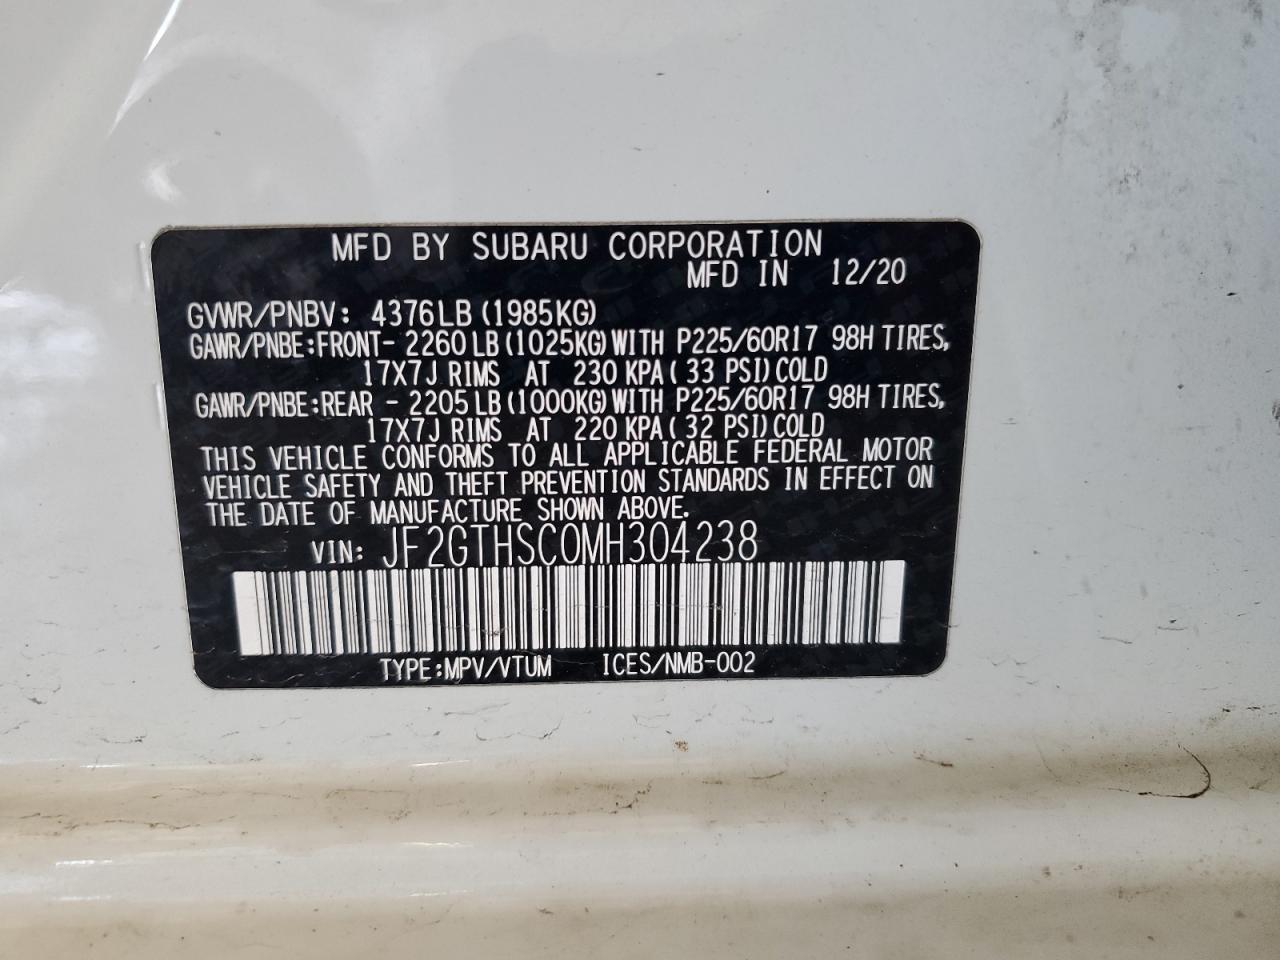 MFD BY SUBARU CORPORATION
MFD IN 12/20
GVWR/PNBV: 4376LB (1985KG)
GAWR/PNBE:FRONT- 2260 LB (1025KG) WITH P225/60R17 98H TIRES,
17X7J RIMS AT 230 KPA ( 33 PSI) COLD
GAWR/PNBE:REAR - 2205 LB (1000KG) WITH P225/60R17 98H TIRES,
17X7J RIMS AT 220 KPA ( 32 PSI) COLD
THIS VEHICLE CONFORMS TO ALL APPLICABLE FEDERAL MOTOR
VEHICLE SAFETY AND THEFT PREVENTION STANDARDS IN EFFECT ON
THE DATE OF MANUFACTURE SHOWN ABOVE.
VIN: JF2GTHSC0MH304238
TYPE:MPV/VTUM ICES/NMB-002